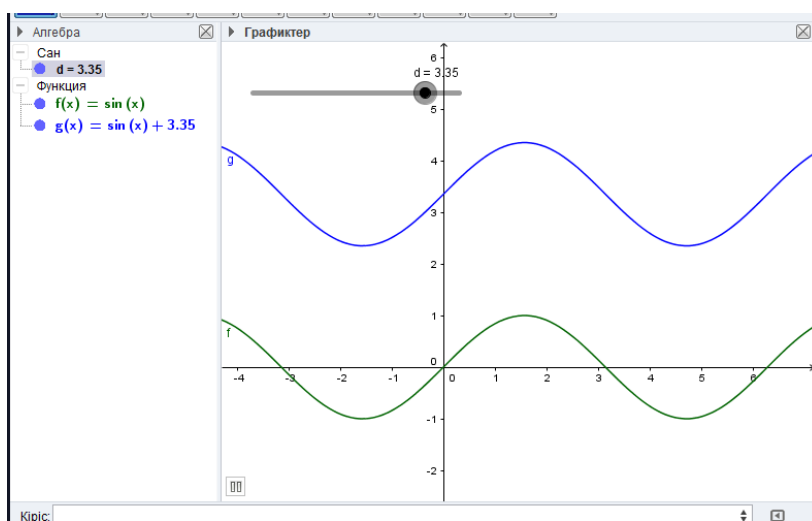 Алгебра
Графиктер
Сан
d = 3.35
Функция
f(x) = sin (x)
g(x) = sin (x) + 3.35
d = 3.35
6
5
4
3
2
1
0
-1
-2
g
f
-4 -3 -2 -1 0 1 2 3 4 5 6
Кіріс: